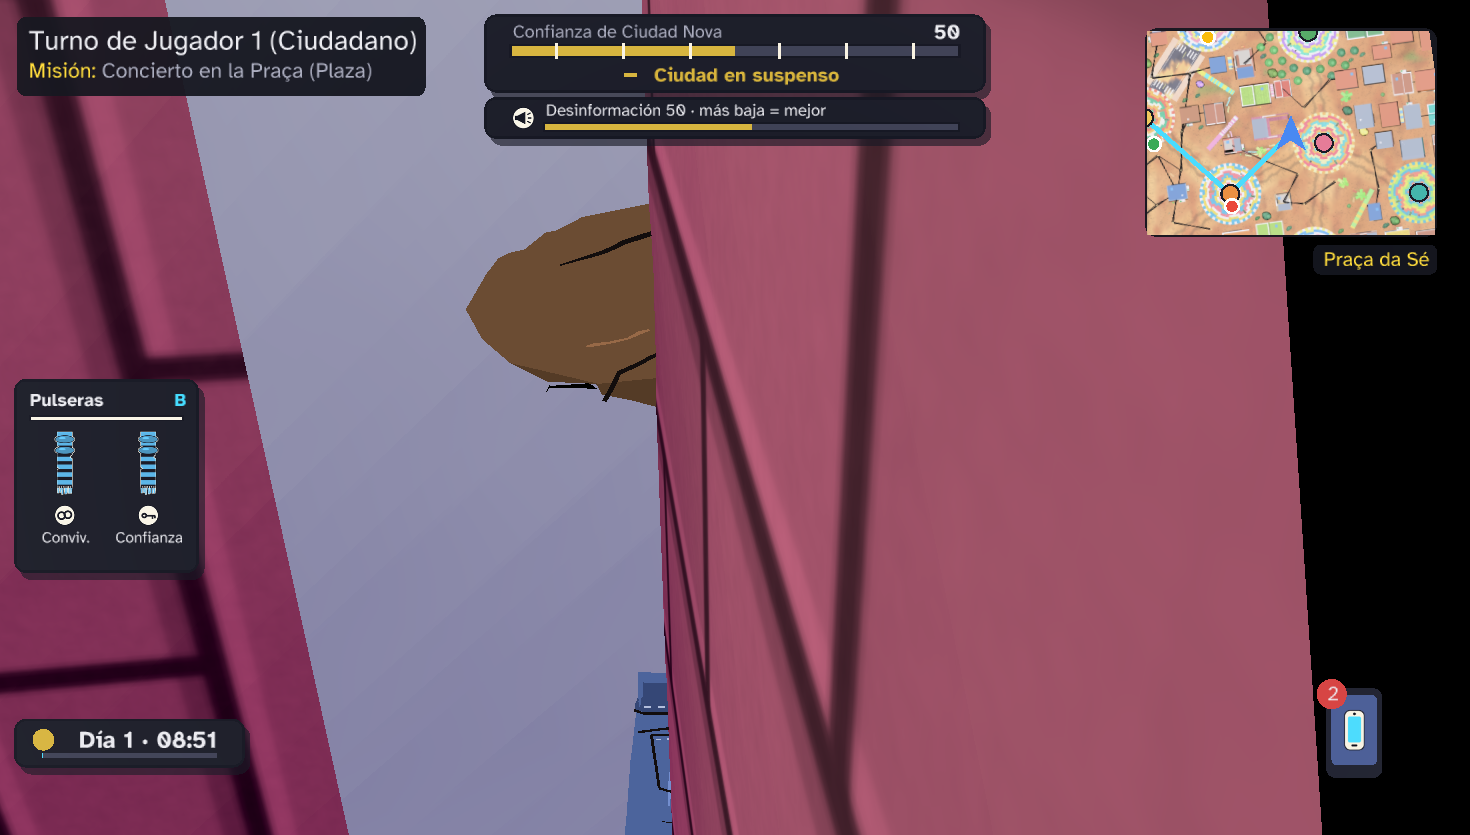 Turno de Jugador 1 (Ciudadano)
Misión: Concierto en la Praça (Plaza)
Confianza de Ciudad Nova 50
Ciudad en suspenso
Desinformación 50 · más baja = mejor
Praça da Sé
Pulseras B
Conviv. Confianza
Día 1 · 08:51
2